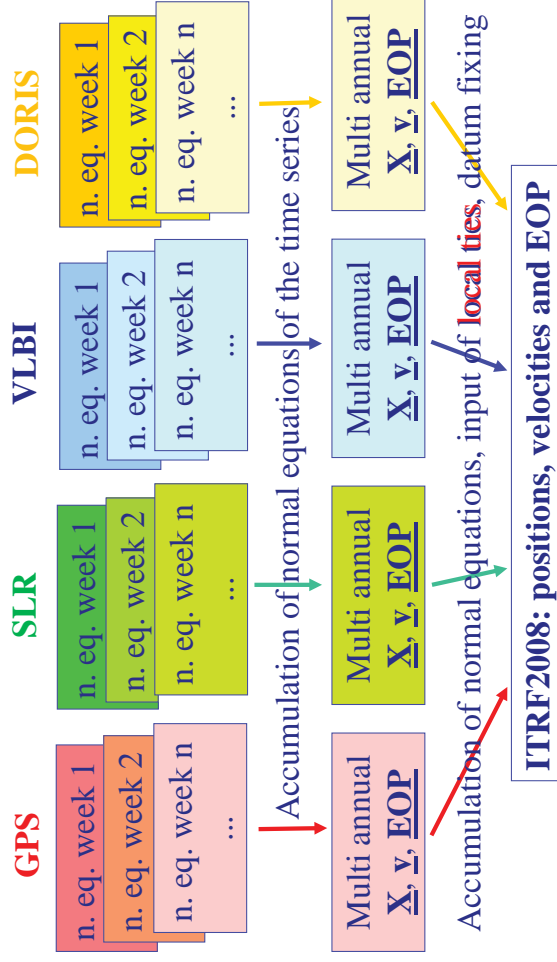 GPS
SLR
VLBI
DORIS
n. eq. week 1
n. eq. week 2
n. eq. week n
...
n. eq. week 1
n. eq. week 2
n. eq. week n
...
n. eq. week 1
n. eq. week 2
n. eq. week n
...
n. eq. week 1
n. eq. week 2
n. eq. week n
...
Accumulation of normal equations of the time series
Multi annual
X, v, EOP
Multi annual
X, v, EOP
Multi annual
X, v, EOP
Multi annual
X, v, EOP
Accumulation of normal equations, input of local ties, datum fixing
ITRF2008: positions, velocities and EOP